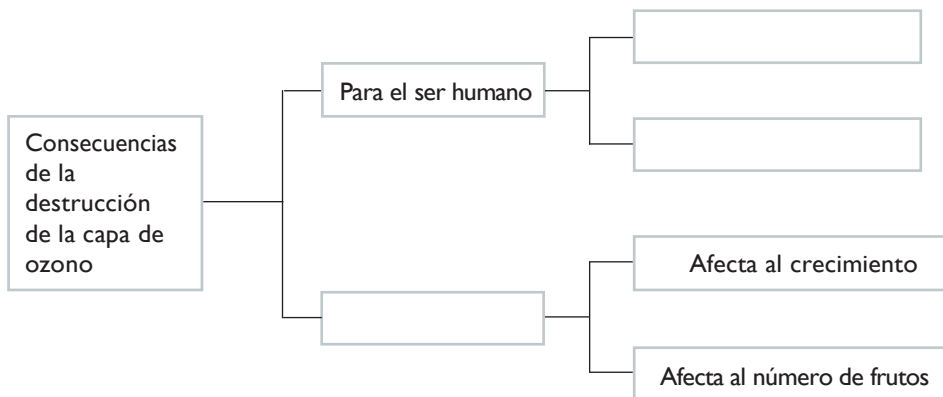 Consecuencias
de la
destrucción
de la capa de
ozono
Para el ser humano
Afecta al crecimiento
Afecta al número de frutos